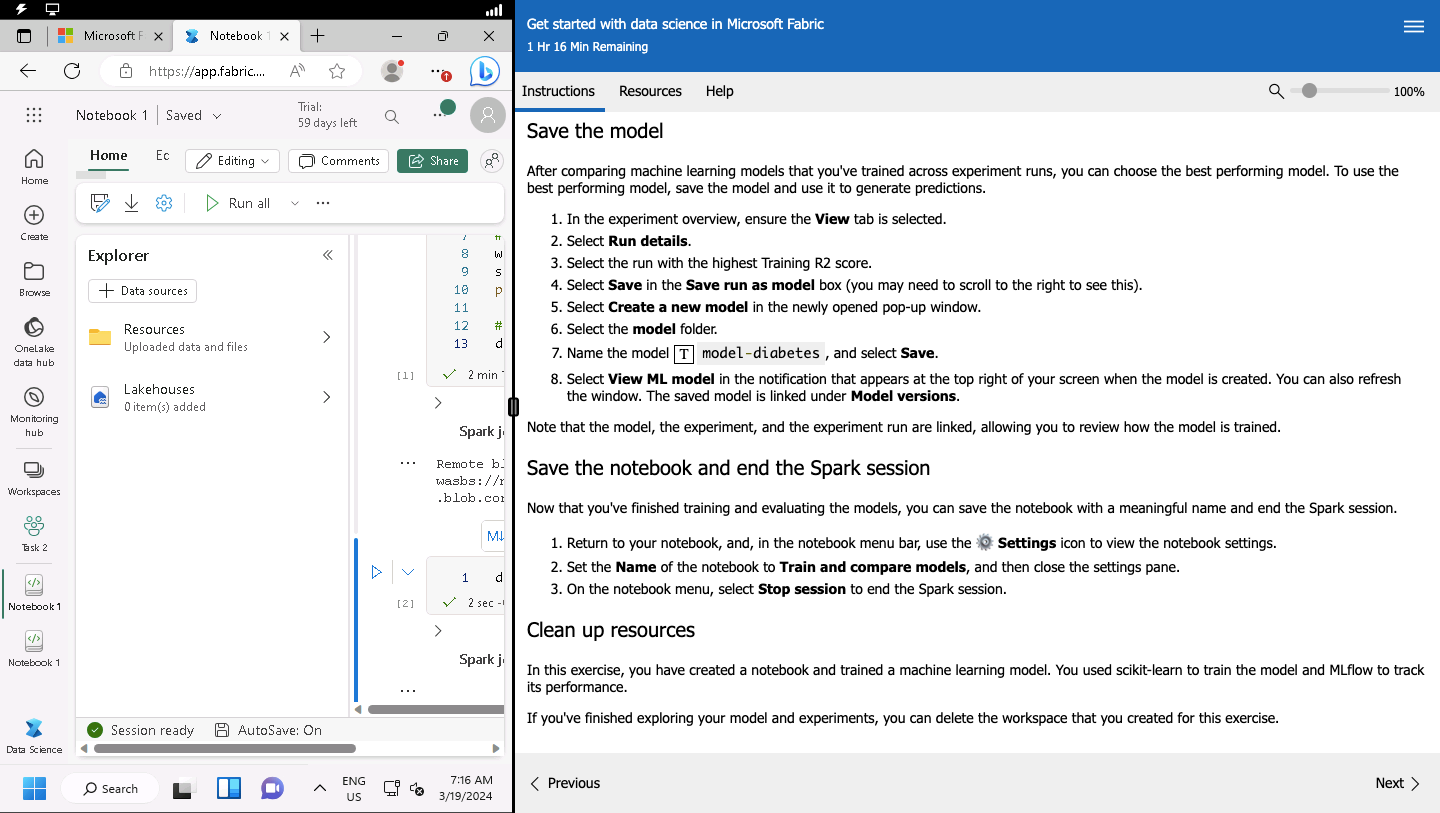 Microsoft F
Notebook 1
https://app.fabric....
Notebook 1
Saved
Trial:
59 days left
Home
Ec
Editing
Comments
Share
Run all
Home
Create
Browse
OneLake
data hub
Monitoring
hub
Workspaces
Task 2
Notebook 1
Notebook 1
Data Science
Explorer
Data sources
Resources
Uploaded data and files
Lakehouses
0 item(s) added
7 #
8 w
9 s
10 p
11
12 #
13 d
[1]
2 min
Spark
Remote
wasbs://
.blob.
M↓
1 d
[2]
2 sec -
Spark
Session ready
AutoSave: On
Search
ENG
US
7:16 AM
3/19/2024
Get started with data science in Microsoft Fabric
1 Hr 16 Min Remaining
Instructions
Resources
Help
100%
Save the model
After comparing machine learning models that you've trained across experiment runs, you can choose the best performing model. To use the
best performing model, save the model and use it to generate predictions.
1. In the experiment overview, ensure the View tab is selected.
2. Select Run details.
3. Select the run with the highest Training R2 score.
4. Select Save in the Save run as model box (you may need to scroll to the right to see this).
5. Select Create a new model in the newly opened pop-up window.
6. Select the model folder.
7. Name the model T model-diabetes, and select Save.
8. Select View ML model in the notification that appears at the top right of your screen when the model is created. You can also refresh
the window. The saved model is linked under Model versions.
Note that the model, the experiment, and the experiment run are linked, allowing you to review how the model is trained.
Save the notebook and end the Spark session
Now that you've finished training and evaluating the models, you can save the notebook with a meaningful name and end the Spark session.
1. Return to your notebook, and, in the notebook menu bar, use the ⚙ Settings icon to view the notebook settings.
2. Set the Name of the notebook to Train and compare models, and then close the settings pane.
3. On the notebook menu, select Stop session to end the Spark session.
Clean up resources
In this exercise, you have created a notebook and trained a machine learning model. You used scikit-learn to train the model and MLflow to track
its performance.
If you've finished exploring your model and experiments, you can delete the workspace that you created for this exercise.
Previous
Next